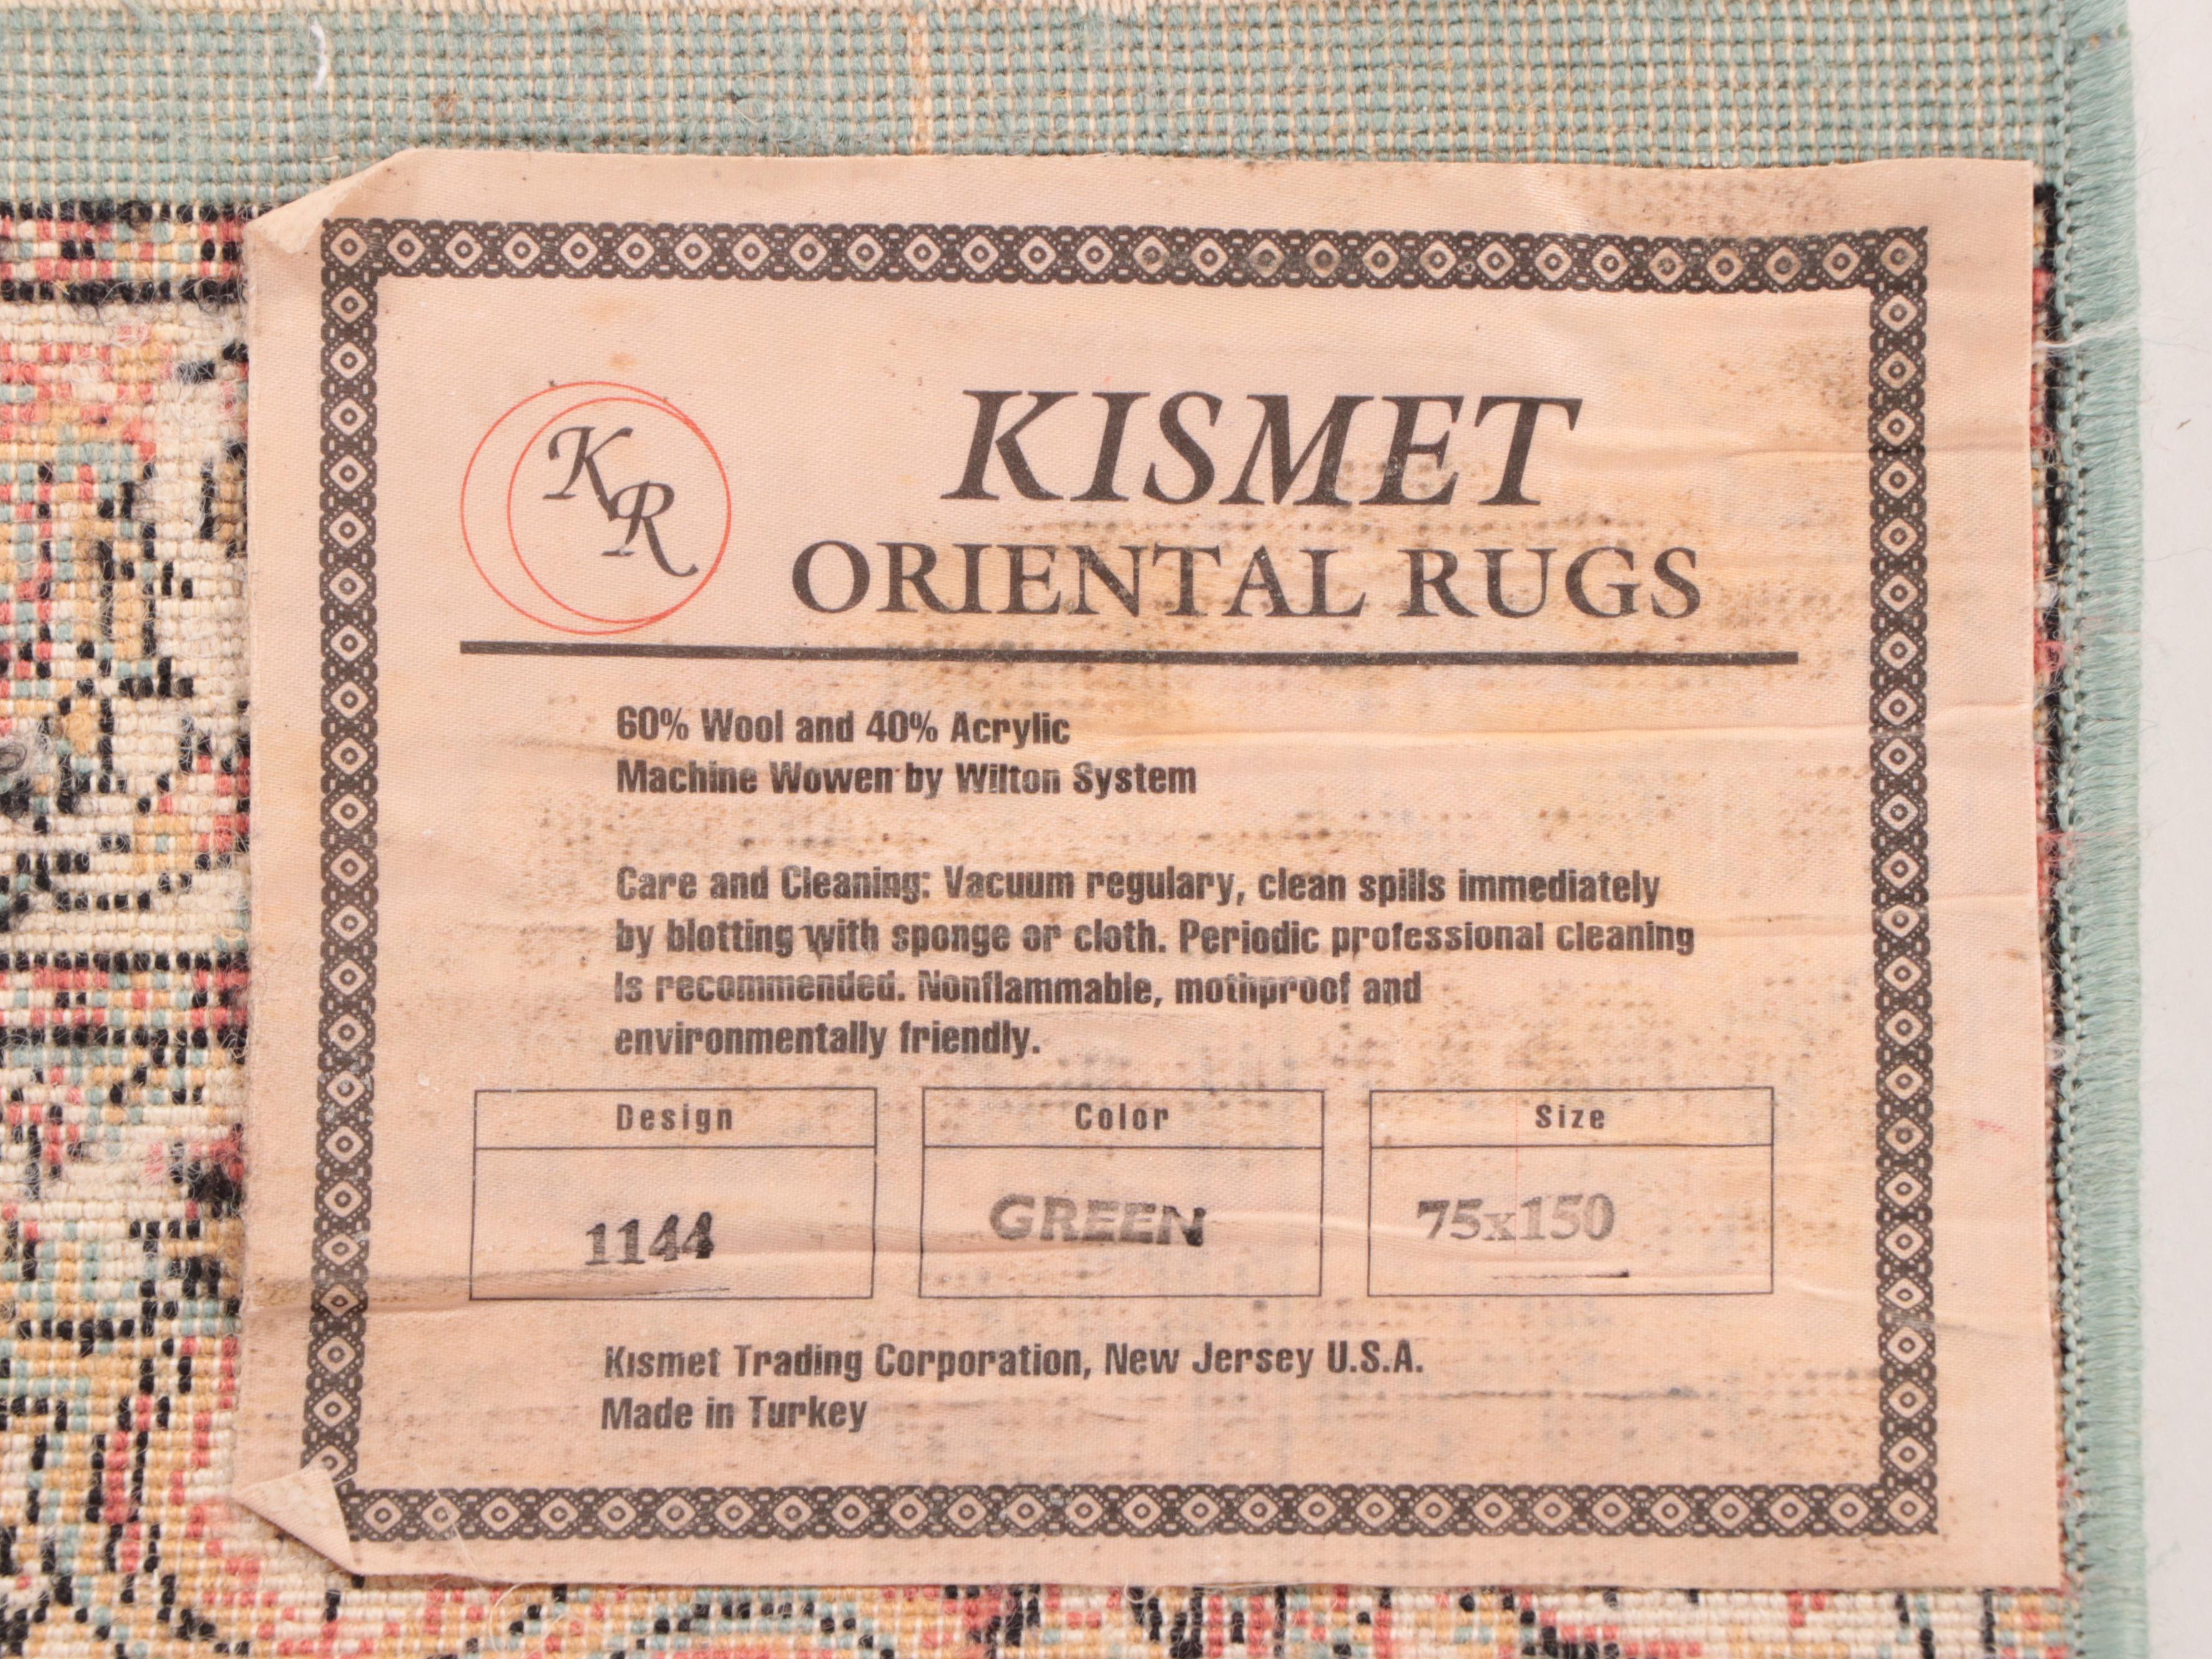 KR
KISMET
ORIENTAL RUGS
60% Wool and 40% Acrylic
Machine Wowen by Wilton System
Care and Cleaning: Vacuum regulary, clean spills immediately
by blotting with sponge or cloth. Periodic professional cleaning
is recommended. Nonflammable, mothproof and
environmentally friendly.
Design Color Size
1144 GREEN 75x150
Kısmet Trading Corporation, New Jersey U.S.A.
Made in Turkey